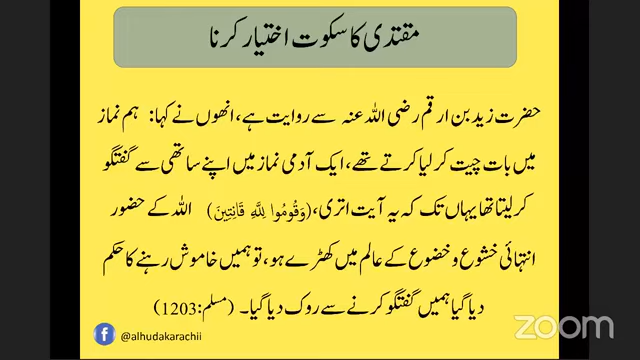 مقتدی کا سکوت اختیار کرنا
حضرت زید بن ارقم رضی اللہ عنہ سے روایت ہے، انھوں نے کہا: ہم نماز
میں بات چیت کر لیا کرتے تھے، ایک آدمی نماز میں اپنے ساتھی سے گفتگو
کر لیتا تھا یہاں تک کہ یہ آیت اتری، (وَقُومُوا لِلَّهِ قَانِتِينَ) اللہ کے حضور
انتہائی خشوع و خضوع کے عالم میں کھڑے ہو، تو ہمیں خاموش رہنے کا حکم
دیا گیا ہمیں گفتگو کرنے سے روک دیا گیا۔ (مسلم:1203)
@alhudakarachii
zoom